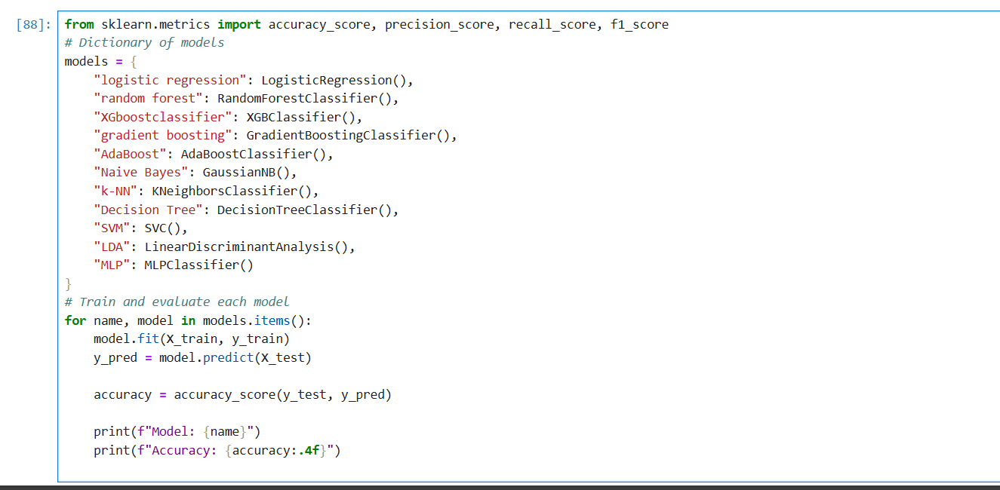 [88]: from sklearn.metrics import accuracy_score, precision_score, recall_score, f1_score
# Dictionary of models
models = {
    "logistic regression": LogisticRegression(),
    "random forest": RandomForestClassifier(),
    "XGboostclassifier": XGBClassifier(),
    "gradient boosting": GradientBoostingClassifier(),
    "AdaBoost": AdaBoostClassifier(),
    "Naive Bayes": GaussianNB(),
    "k-NN": KNeighborsClassifier(),
    "Decision Tree": DecisionTreeClassifier(),
    "SVM": SVC(),
    "LDA": LinearDiscriminantAnalysis(),
    "MLP": MLPClassifier()
}
# Train and evaluate each model
for name, model in models.items():
    model.fit(X_train, y_train)
    y_pred = model.predict(X_test)

    accuracy = accuracy_score(y_test, y_pred)

    print(f"Model: {name}")
    print(f"Accuracy: {accuracy:.4f}")